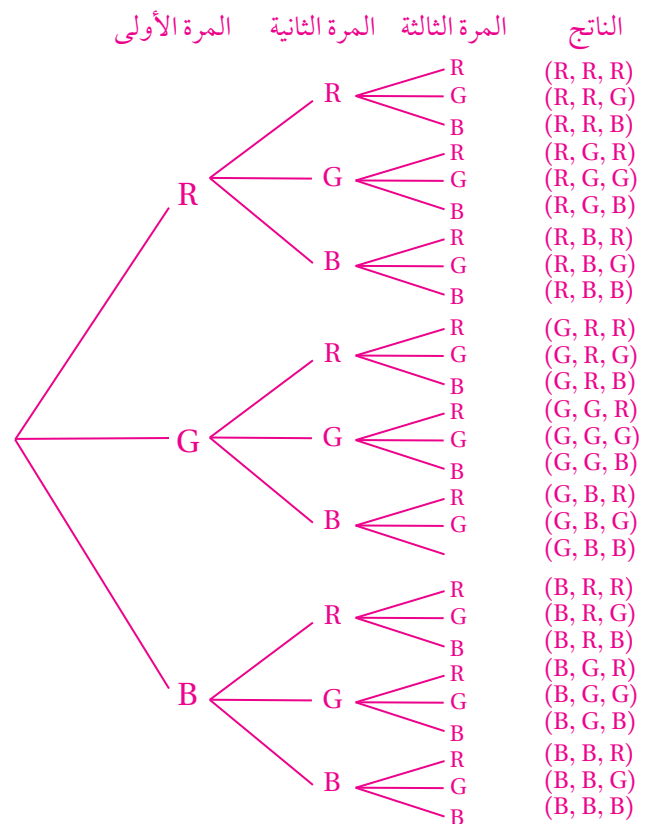 المرة الأولى المرة الثانية المرة الثالثة الناتج
R (R, R, R)
R G (R, R, G)
B (R, R, B)
R (R, G, R)
R G G (R, G, G)
B (R, G, B)
R (R, B, R)
B G (R, B, G)
B (R, B, B)
R (G, R, R)
R G (G, R, G)
B (G, R, B)
R (G, G, R)
G G G (G, G, G)
B (G, G, B)
R (G, B, R)
B G (G, B, G)
(G, B, B)
R (B, R, R)
R G (B, R, G)
B (B, R, B)
R (B, G, R)
B G G (B, G, G)
B (B, G, B)
R (B, B, R)
B G (B, B, G)
B (B, B, B)